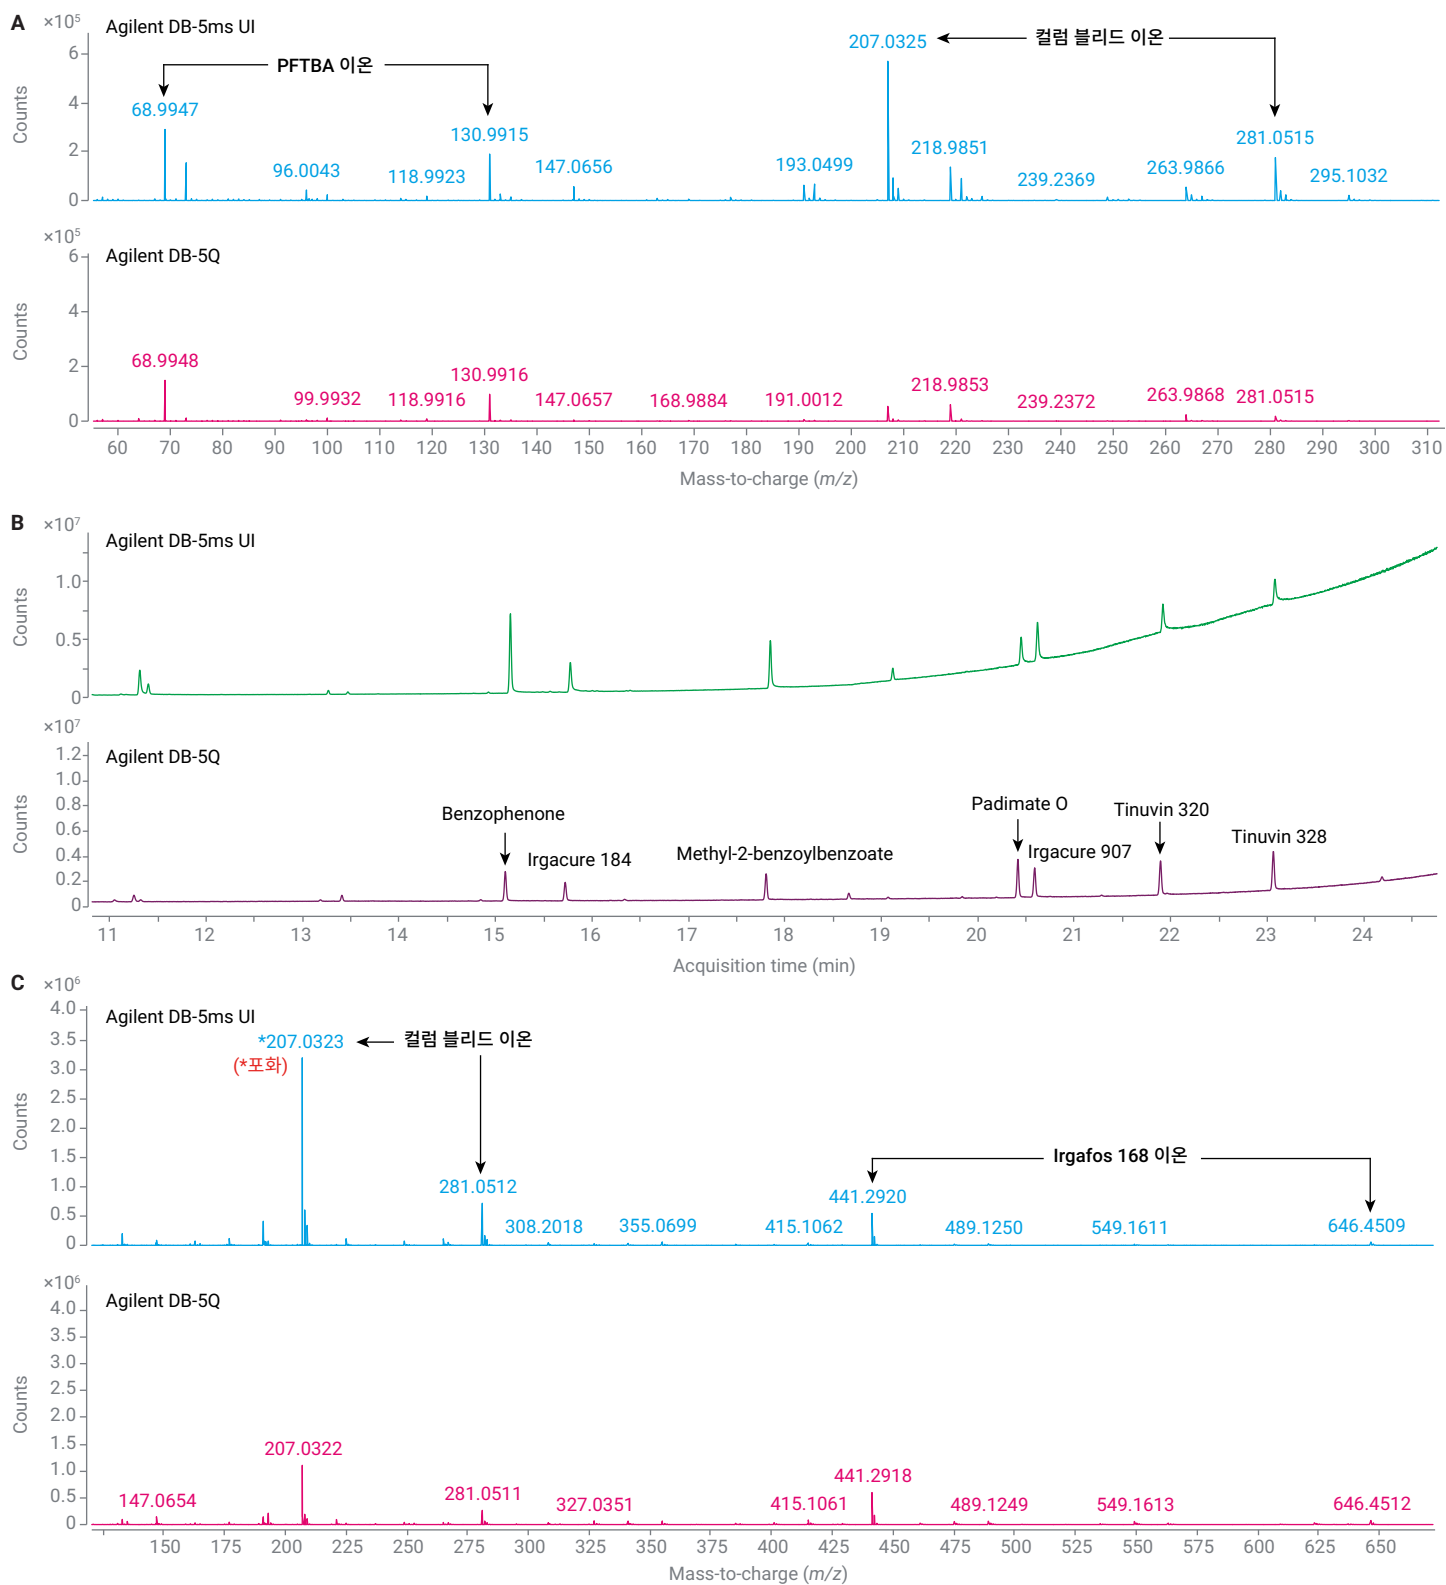 A
×10⁵
Agilent DB-5ms UI
PFTBA 이온
컬럼 블리드 이온
Counts
6
4
2
0
68.9947
96.0043
118.9923
130.9915
147.0656
193.0499
207.0325
218.9851
239.2369
263.9866
281.0515
295.1032
×10⁵
Agilent DB-5Q
Counts
6
4
2
0
68.9948
99.9932
118.9916
130.9916
147.0657
168.9884
191.0012
218.9853
239.2372
263.9868
281.0515
60 70 80 90 100 110 120 130 140 150 160 170 180 190 200 210 220 230 240 250 260 270 280 290 300 310
Mass-to-charge (m/z)
B
×10⁷
Agilent DB-5ms UI
Counts
1.0
0.5
0
×10⁷
Agilent DB-5Q
Counts
1.2
1.0
0.8
0.6
0.4
0.2
0
Benzophenone
Irgacure 184
Methyl-2-benzoylbenzoate
Padimate O
Irgacure 907
Tinuvin 320
Tinuvin 328
11 12 13 14 15 16 17 18 19 20 21 22 23 24
Acquisition time (min)
C
×10⁶
Agilent DB-5ms UI
Counts
4.0
3.5
3.0
2.5
2.0
1.5
1.0
0.5
0
*207.0323
(*포화)
컬럼 블리드 이온
281.0512
308.2018
355.0699
415.1062
Irgafos 168 이온
441.2920
489.1250
549.1611
646.4509
×10⁶
Agilent DB-5Q
Counts
4.0
3.5
3.0
2.5
2.0
1.5
1.0
0.5
0
147.0654
207.0322
281.0511
327.0351
415.1061
441.2918
489.1249
549.1613
646.4512
150 225 200 225 250 275 300 325 350 375 400 425 450 475 500 525 550 575 600 625 650
Mass-to-charge (m/z)